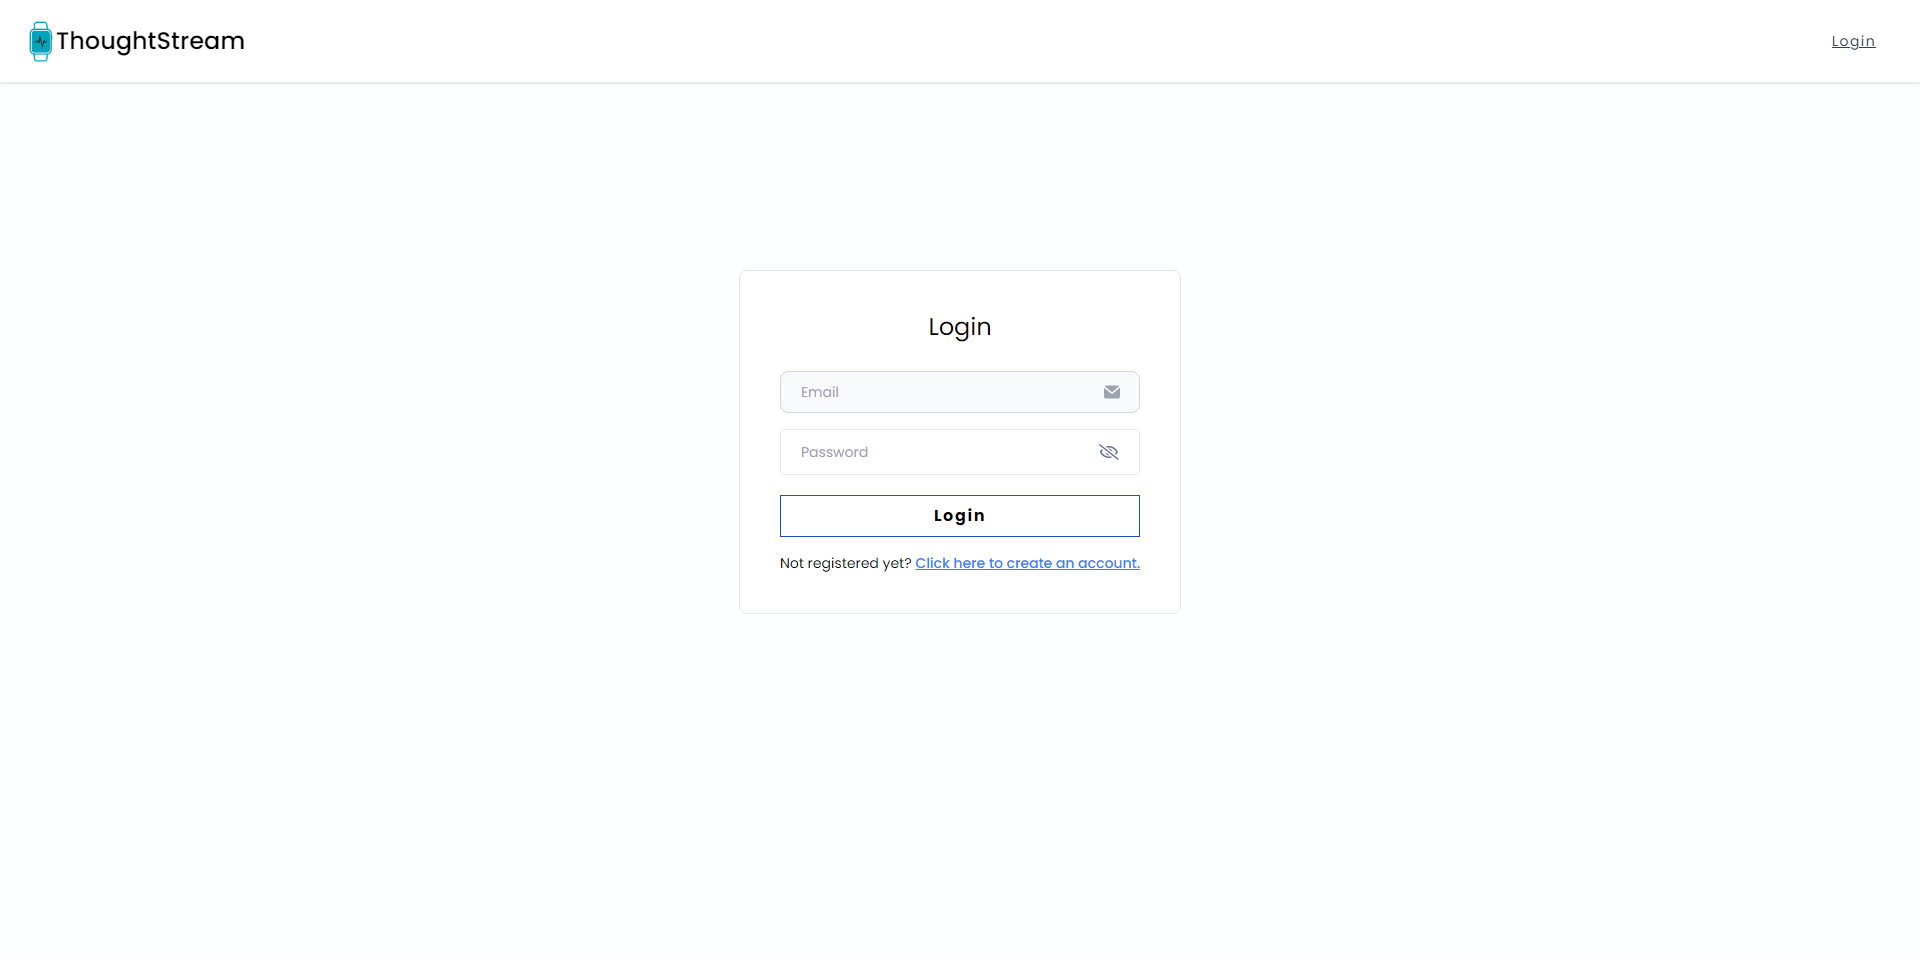 ThoughtStream
Login
Login
Email
Password
Login
Not registered yet? Click here to create an account.